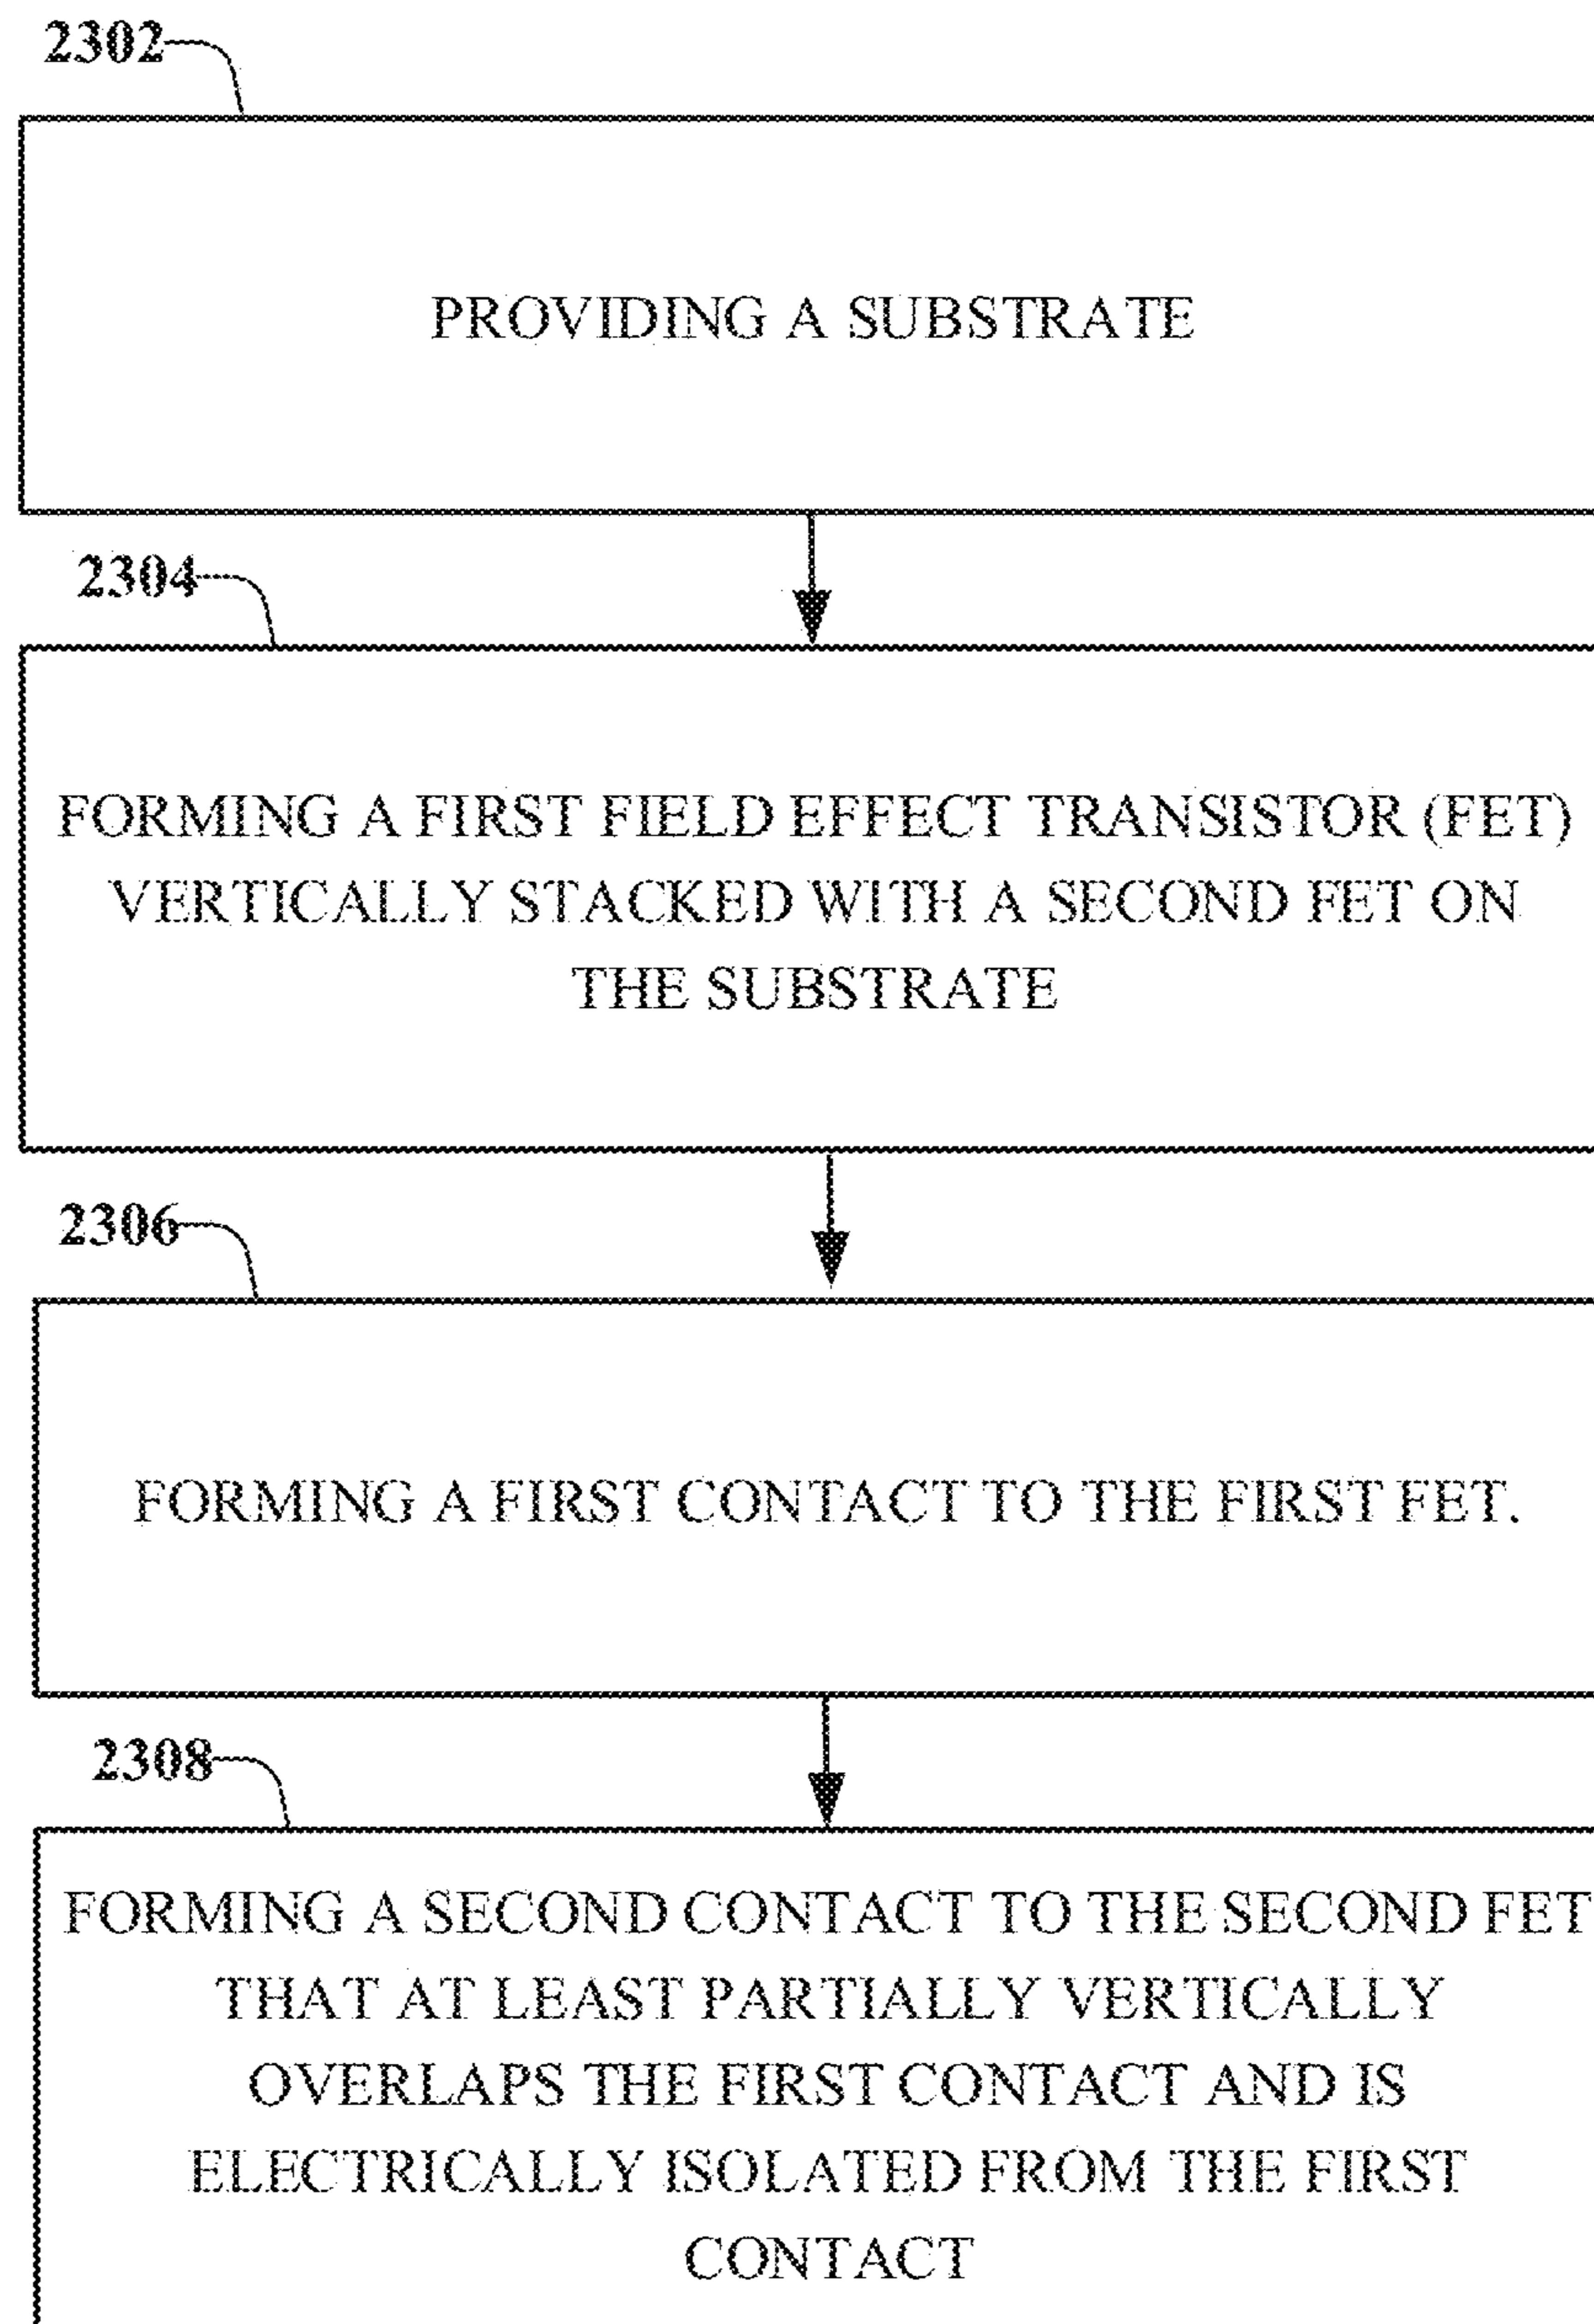 2302
PROVIDING A SUBSTRATE
2304
FORMING A FIRST FIELD EFFECT TRANSISTOR (FET)
VERTICALLY STACKED WITH A SECOND FET ON
THE SUBSTRATE
2306
FORMING A FIRST CONTACT TO THE FIRST FET.
2308
FORMING A SECOND CONTACT TO THE SECOND FET
THAT AT LEAST PARTIALLY VERTICALLY
OVERLAPS THE FIRST CONTACT AND IS
ELECTRICALLY ISOLATED FROM THE FIRST
CONTACT